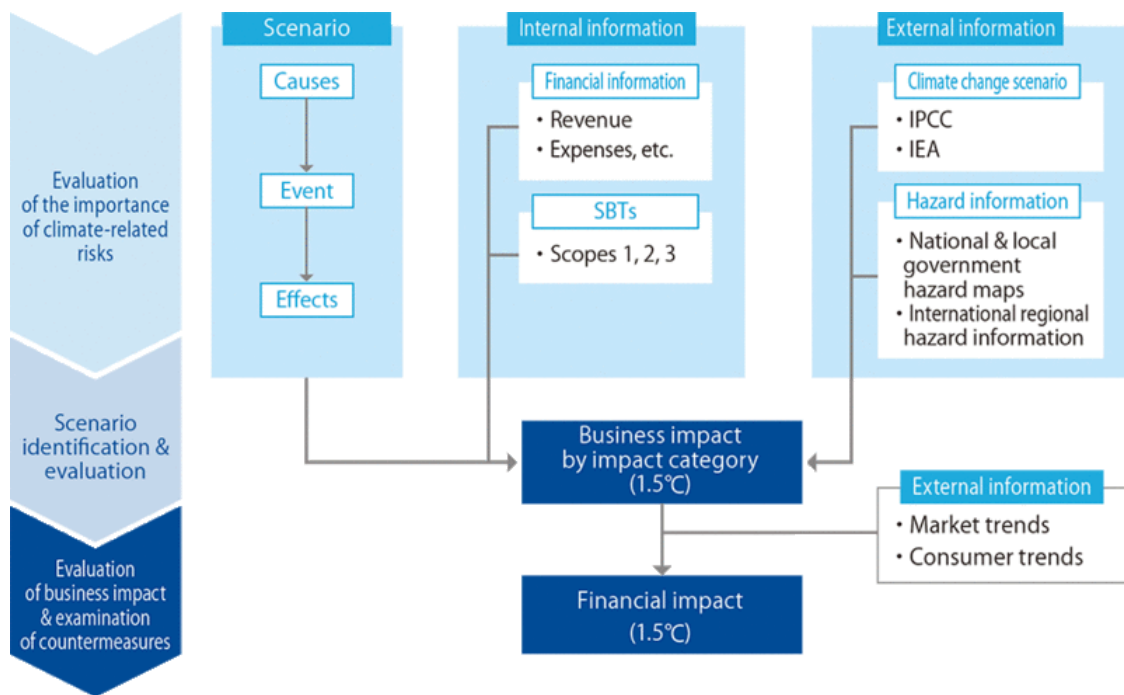 Evaluation
of the importance
of climate-related
risks
Scenario
identification &
evaluation
Evaluation
of business impact
& examination
of countermeasures
Scenario
Causes
Event
Effects
Internal information
Financial information
・Revenue
・Expenses, etc.
SBTs
・Scopes 1, 2, 3
External information
Climate change scenario
・IPCC
・IEA
Hazard information
・National & local
government
hazard maps
・International regional
hazard information
Business impact
by impact category
(1.5℃)
External information
・Market trends
・Consumer trends
Financial impact
(1.5℃)